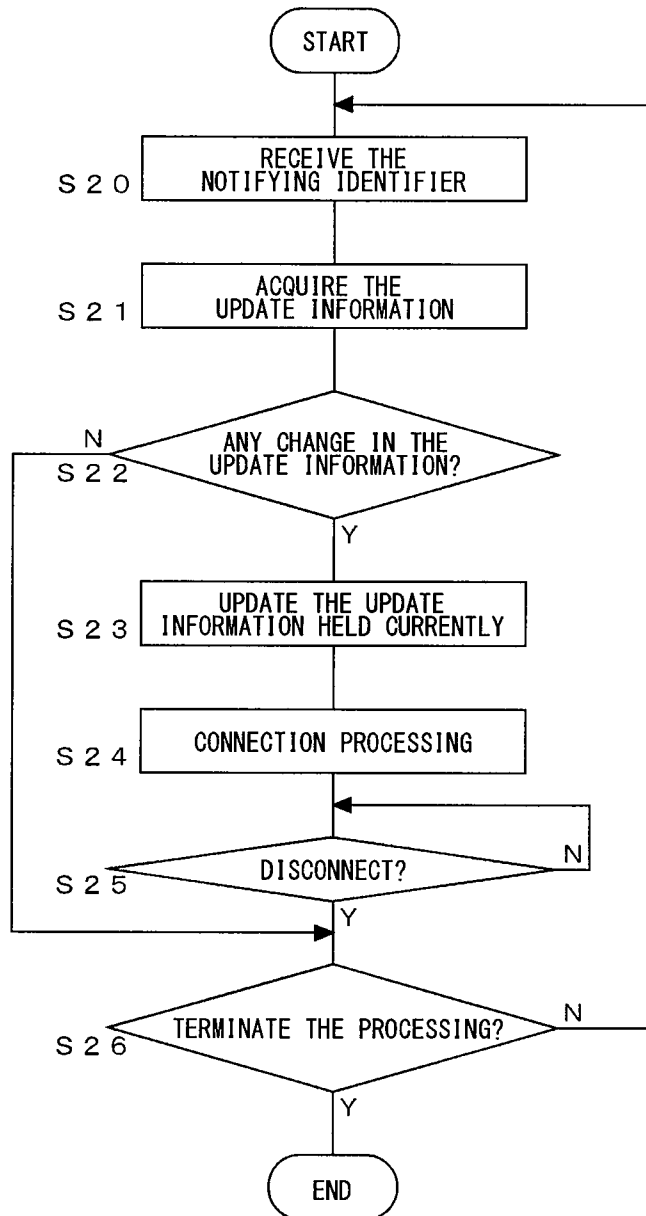 START
RECEIVE THE
NOTIFYING IDENTIFIER
S20
ACQUIRE THE
UPDATE INFORMATION
S21
N
ANY CHANGE IN THE
UPDATE INFORMATION?
S22
Y
UPDATE THE UPDATE
INFORMATION HELD CURRENTLY
S23
CONNECTION PROCESSING
S24
DISCONNECT?
N
S25
Y
TERMINATE THE PROCESSING?
N
S26
Y
END